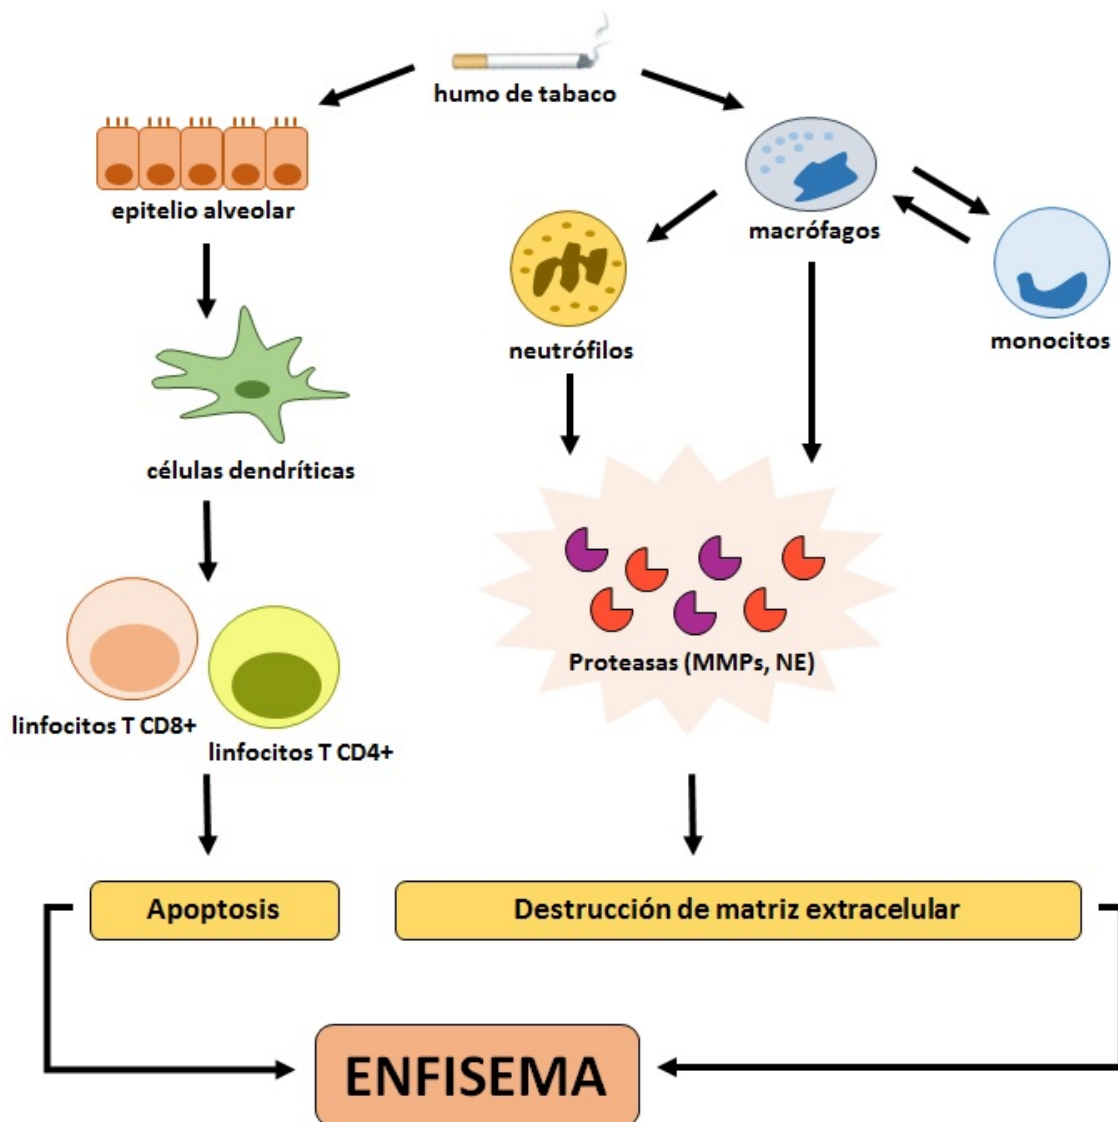 humo de tabaco
epitelio alveolar
macrófagos
neutrófilos
monocitos
células dendríticas
Proteasas (MMPs, NE)
linfocitos T CD8+
linfocitos T CD4+
Apoptosis
Destrucción de matriz extracelular
ENFISEMA